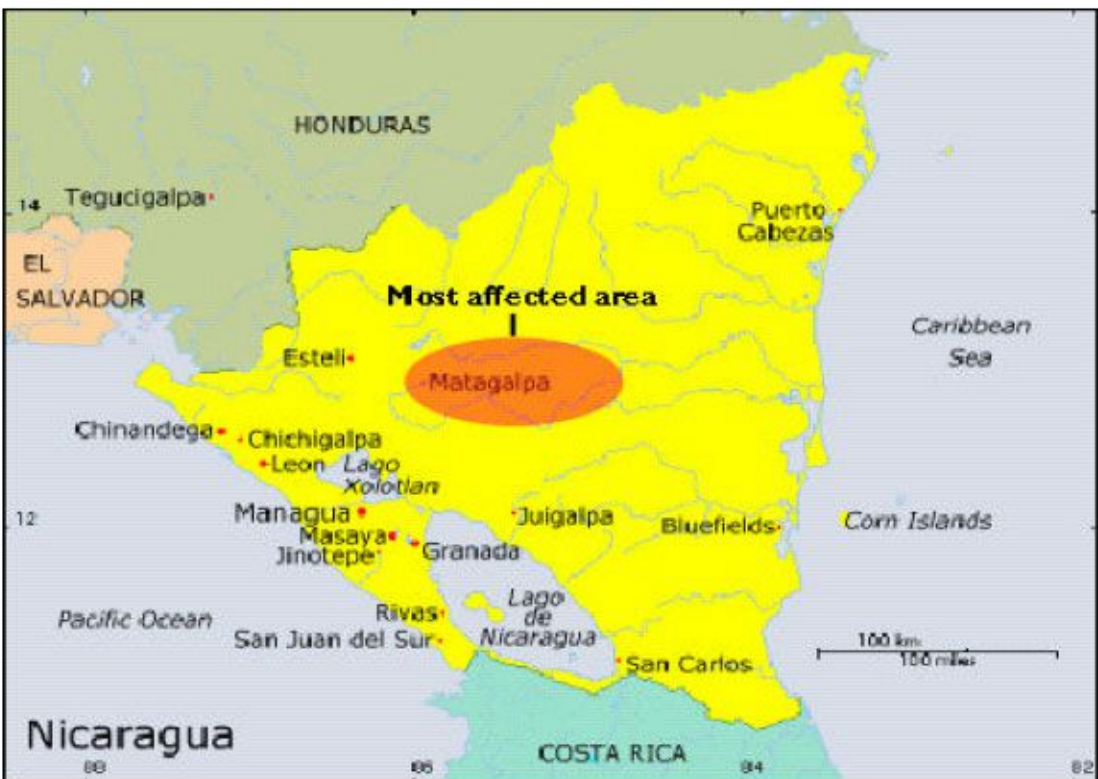 HONDURAS
Tegucigalpa
14
Puerto
Cabezas
EL
SALVADOR
Most affected area
Caribbean
Sea
Esteli
Matagalpa
Chinandega
Chichigalpa
Leon
Lago
Xolotlan
12
Managua
Juigalpa
Bluefields
Corn Islands
Masaya
Jinotepe
Granada
Pacific Ocean
Rivas
Lago
de
Nicaragua
San Juan del Sur
100 km
100 miles
San Carlos
Nicaragua
COSTA RICA
88
86
84
82